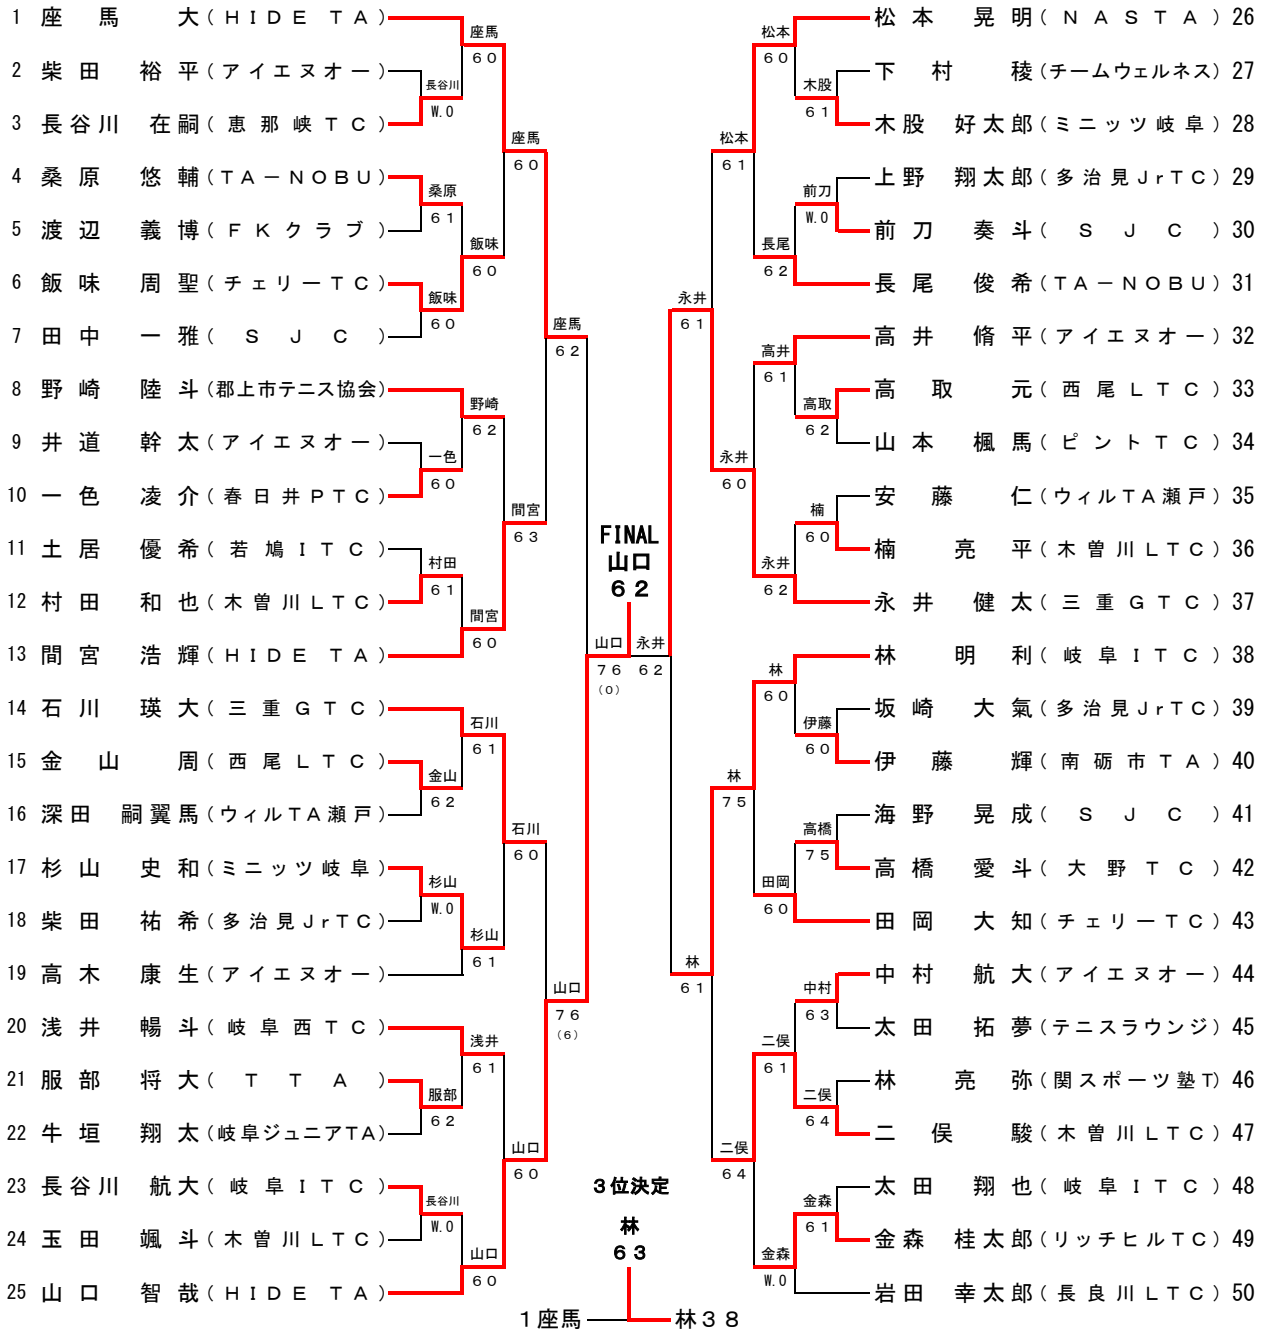 1 座馬 大(HIDE TA)
2 柴田 裕平(アイエヌオー)
3 長谷川 在嗣(恵那峡TC)
4 桑原 悠輔(TA-NOBU)
5 渡辺 義博(FKクラブ)
6 飯味 周聖(チェリーTC)
7 田中 一雅(SJC)
8 野崎 陸斗(郡上市テニス協会)
9 井道 幹太(アイエヌオー)
10 一色 凌介(春日井PTC)
11 土居 優希(若鳩ITC)
12 村田 和也(木曽川LTC)
13 間宮 浩輝(HIDE TA)
14 石川 瑛大(三重GTC)
15 金山 周(西尾LTC)
16 深田 嗣翼馬(ウィルTA瀬戸)
17 杉山 史和(ミニッツ岐阜)
18 柴田 祐希(多治見JrTC)
19 高木 康生(アイエヌオー)
20 浅井 暢斗(岐阜西TC)
21 服部 将大(TTA)
22 牛垣 翔太(岐阜ジュニアTA)
23 長谷川 航大(岐阜ITC)
24 玉田 颯斗(木曽川LTC)
25 山口 智哉(HIDE TA)
長谷川
W.0
桑原
61
飯味
60
一色
60
村田
61
金山
62
杉山
W.0
服部
62
長谷川
W.0
座馬
60
飯味
60
野崎
62
間宮
60
石川
61
杉山
61
浅井
61
山口
60
座馬
60
間宮
63
石川
60
山口
60
座馬
62
山口
76
(6)
山口
76
(0)
FINAL
山口
62
永井
62
永井
61
林
61
松本
61
永井
60
林
75
二俣
64
松本
60
長尾
62
高井
61
永井
62
林
60
田岡
60
二俣
61
金森
W.0
木股
61
前刀
W.0
高取
62
楠
60
伊藤
60
高橋
75
中村
63
二俣
64
金森
61
松本 晃明(NASTA) 26
下村 稜(チームウェルネス) 27
木股 好太郎(ミニッツ岐阜) 28
上野 翔太郎(多治見JrTC) 29
前刀 奏斗(SJC) 30
長尾 俊希(TA-NOBU) 31
高井 脩平(アイエヌオー) 32
高取 元(西尾LTC) 33
山本 楓馬(ピントTC) 34
安藤 仁(ウィルTA瀬戸) 35
楠 亮平(木曽川LTC) 36
永井 健太(三重GTC) 37
林 明利(岐阜ITC) 38
坂崎 大氣(多治見JrTC) 39
伊藤 輝(南砺市TA) 40
海野 晃成(SJC) 41
高橋 愛斗(大野TC) 42
田岡 大知(チェリーTC) 43
中村 航大(アイエヌオー) 44
太田 拓夢(テニスラウンジ) 45
林 亮弥(関スポーツ塾T) 46
二俣 駿(木曽川LTC) 47
太田 翔也(岐阜ITC) 48
金森 桂太郎(リッチヒルTC) 49
岩田 幸太郎(長良川LTC) 50
3位決定
林
63
1座馬 林38